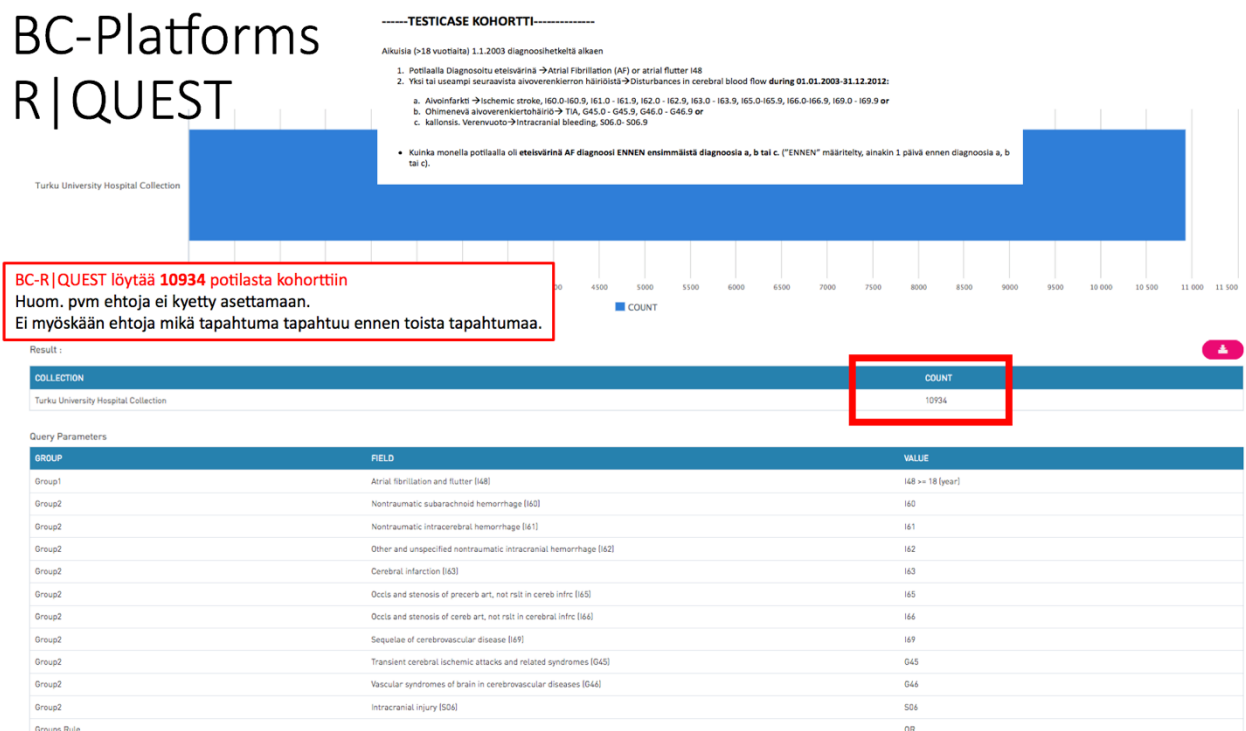 BC-Platforms
R|QUEST
------TESTICASE KOHORTTI--------------
Aikuisia (>18 vuotiaita) 1.1.2003 diagnoosihetkeltä alkaen
1. Potilaalla Diagnosoitu eteisvärinä →Atrial Fibrillation (AF) or atrial flutter I48
2. Yksi tai useampi seuraavista aivoverenkierron häiriöistä→Disturbances in cerebral blood flow during 01.01.2003-31.12.2012:
a. Aivoinfarkti →Ischemic stroke, I60.0-I60.9, I61.0 - I61.9, I62.0 - I62.9, I63.0 - I63.9, I65.0-I65.9, I66.0-I66.9, I69.0 - I69.9 or
b. Ohimenevä aivoverenkiertohäiriö→ TIA, G45.0 - G45.9, G46.0 - G46.9 or
c. kallonsis. Verenvuoto→Intracranial bleeding, S06.0- S06.9
• Kuinka monella potilaalla oli eteisvärinä AF diagnoosi ENNEN ensimmäistä diagnoosia a, b tai c. ("ENNEN" määritelty, ainakin 1 päivä ennen diagnoosia a, b
tai c).
Turku University Hospital Collection
BC-R|QUEST löytää 10934 potilasta kohorttiin
Huom. pvm ehtoja ei kyetty asettamaan.
Ei myöskään ehtoja mikä tapahtuma tapahtuu ennen toista tapahtumaa.
4500 5000 5500 6000 6500 7000 7500 8000 8500 9000 9500 10 000 10 500 11 000 11 500
COUNT
Result :
COLLECTION COUNT
Turku University Hospital Collection 10934
Query Parameters
GROUP FIELD VALUE
Group1 Atrial fibrillation and flutter [I48] I48 >= 18 [year]
Group2 Nontraumatic subarachnoid hemorrhage [I60] I60
Group2 Nontraumatic intracerebral hemorrhage [I61] I61
Group2 Other and unspecified nontraumatic intracranial hemorrhage [I62] I62
Group2 Cerebral infarction [I63] I63
Group2 Occls and stenosis of precerb art, not rslt in cereb infrc [I65] I65
Group2 Occls and stenosis of cereb art, not rslt in cerebral infrc [I66] I66
Group2 Sequelae of cerebrovascular disease [I69] I69
Group2 Transient cerebral ischemic attacks and related syndromes [G45] G45
Group2 Vascular syndromes of brain in cerebrovascular diseases [G46] G46
Group2 Intracranial injury [S06] S06
Groups Rule OR